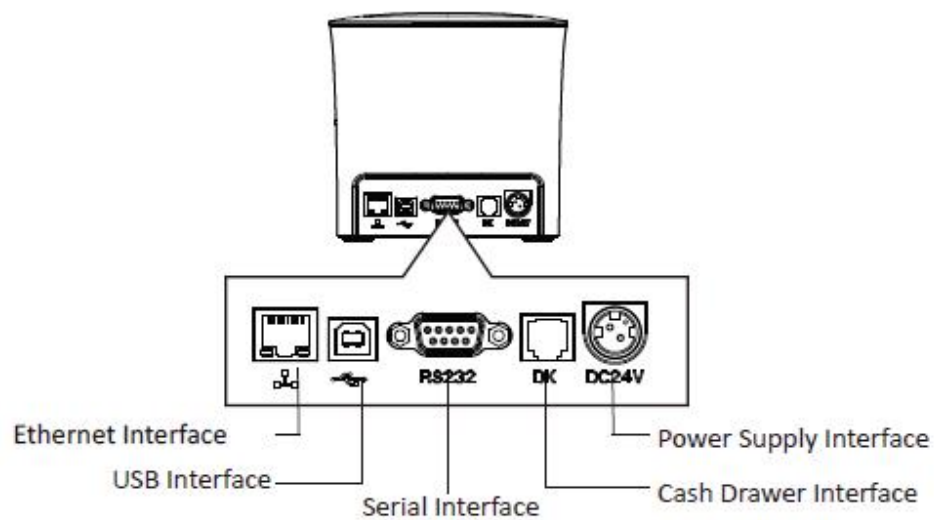 RS232 DK DC24V
Ethernet Interface
Power Supply Interface
USB Interface
Cash Drawer Interface
Serial Interface